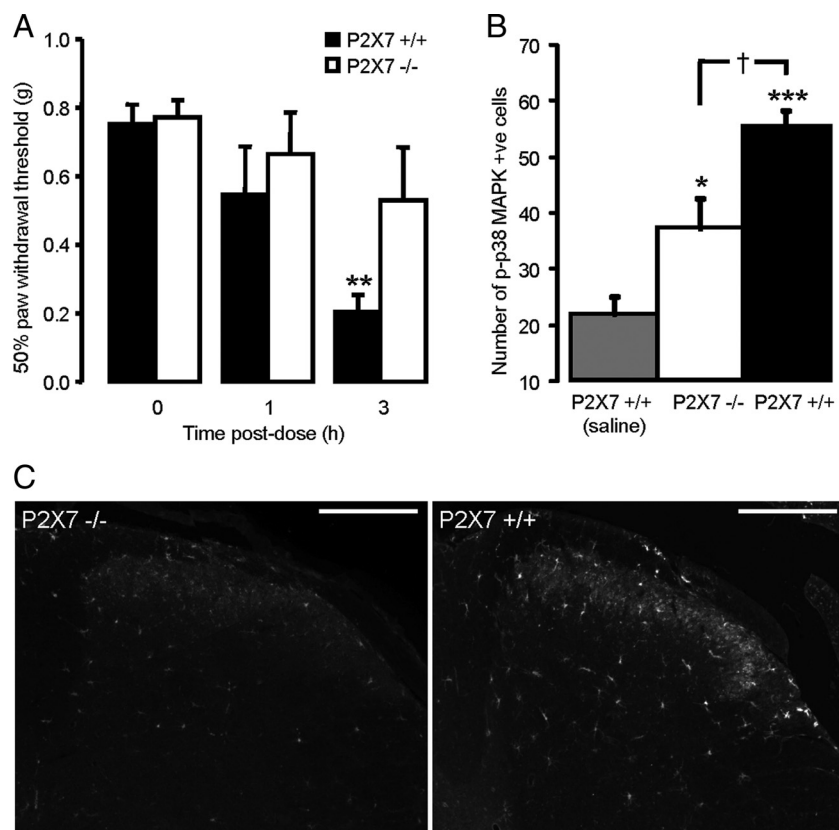 A
50% paw withdrawal threshold (g)
1.0
0.8
0.6
0.4
0.2
0.0
P2X7 +/+
P2X7 -/-
**
0
1
3
Time post-dose (h)
B
Number of p-p38 MAPK +ve cells
70
60
50
40
30
20
10
†
***
*
P2X7 +/+
(saline)
P2X7 -/-
P2X7 +/+
C
P2X7 -/-
P2X7 +/+